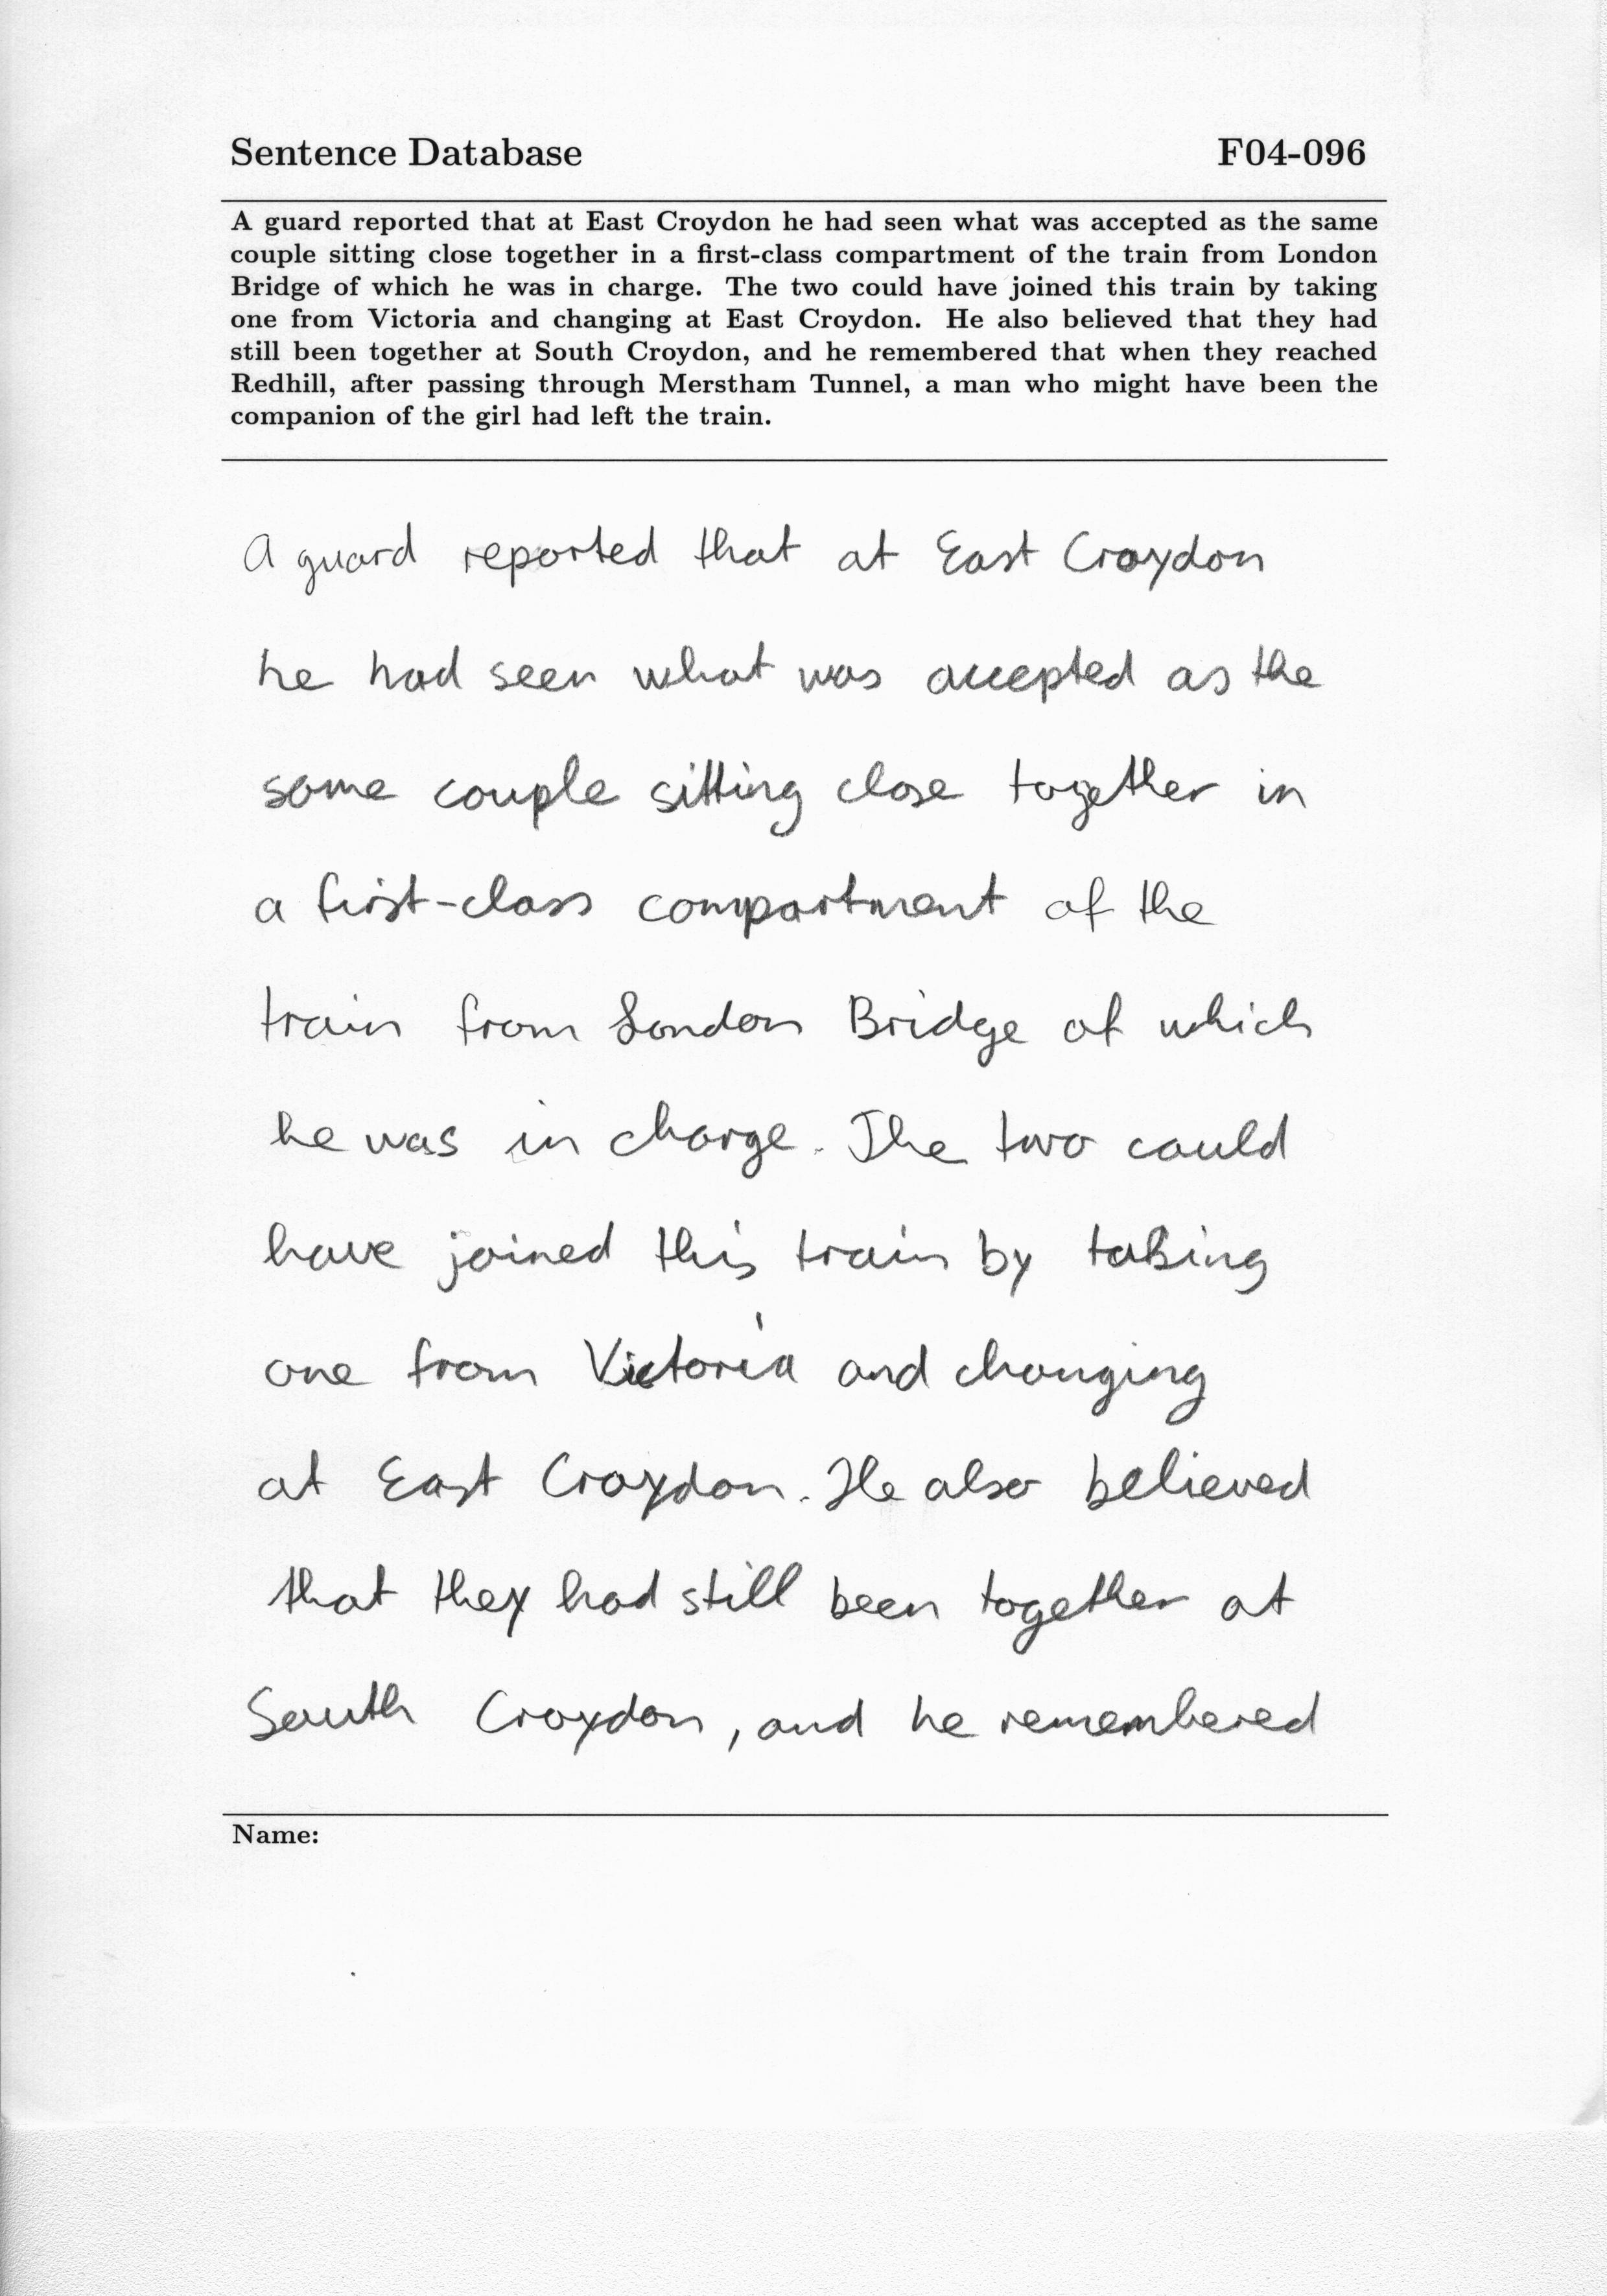 Sentence Database F04-096
A guard reported that at East Croydon he had seen what was accepted as the same
couple sitting close together in a first-class compartment of the train from London
Bridge of which he was in charge. The two could have joined this train by taking
one from Victoria and changing at East Croydon. He also believed that they had
still been together at South Croydon, and he remembered that when they reached
Redhill, after passing through Merstham Tunnel, a man who might have been the
companion of the girl had left the train.
A guard reported that at East Croydon
he had seen what was accepted as the
same couple sitting close together in
a first-class compartment of the
train from London Bridge of which
he was in charge. The two could
have joined this train by taking
one from Victoria and changing
at East Croydon. He also believed
that they had still been together at
South Croydon, and he remembered
Name: